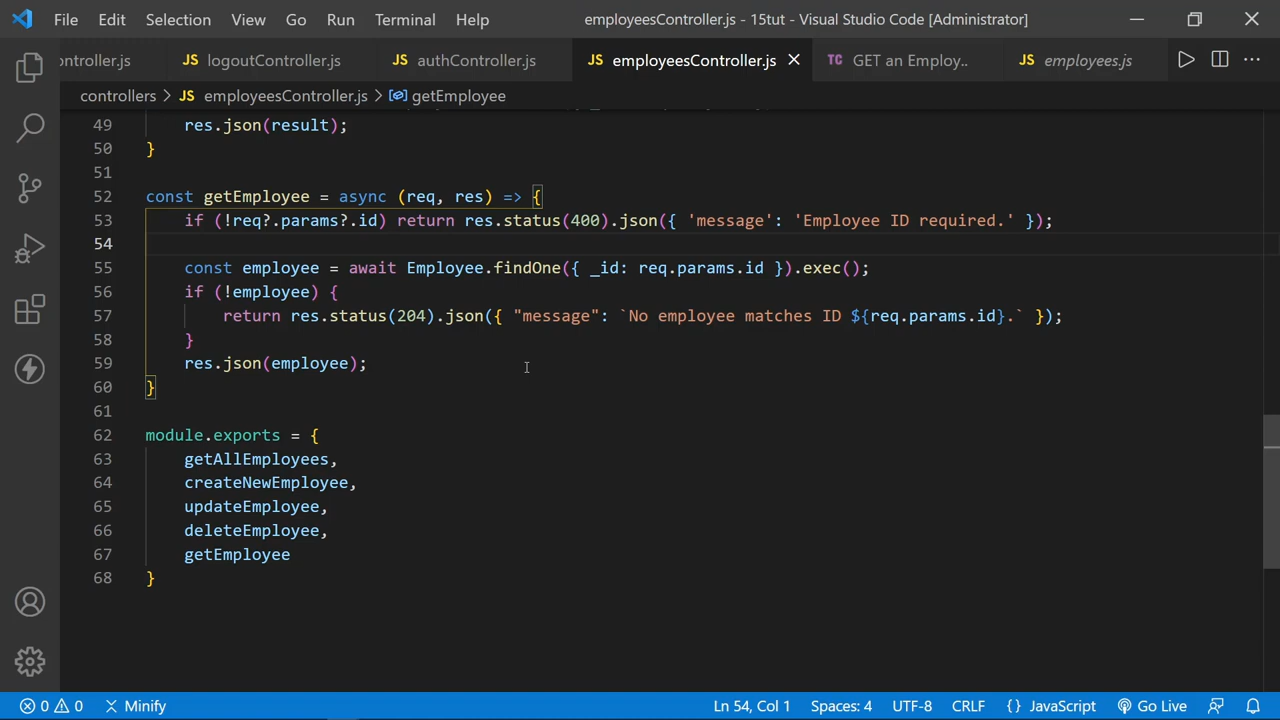 File Edit Selection View Go Run Terminal Help employeesController.js - 15tut - Visual Studio Code [Administrator]
ontroller.js JS logoutController.js JS authController.js JS employeesController.js TC GET an Employ.. JS employees.js
controllers > JS employeesController.js > getEmployee
49 res.json(result);
50 }
51
52 const getEmployee = async (req, res) => {
53 if (!req?.params?.id) return res.status(400).json({ 'message': 'Employee ID required.' });
54
55 const employee = await Employee.findOne({ _id: req.params.id }).exec();
56 if (!employee) {
57 return res.status(204).json({ "message": `No employee matches ID ${req.params.id}.` });
58 }
59 res.json(employee);
60 }
61
62 module.exports = {
63 getAllEmployees,
64 createNewEmployee,
65 updateEmployee,
66 deleteEmployee,
67 getEmployee
68 }
0 0 Minify Ln 54, Col 1 Spaces: 4 UTF-8 CRLF {} JavaScript Go Live